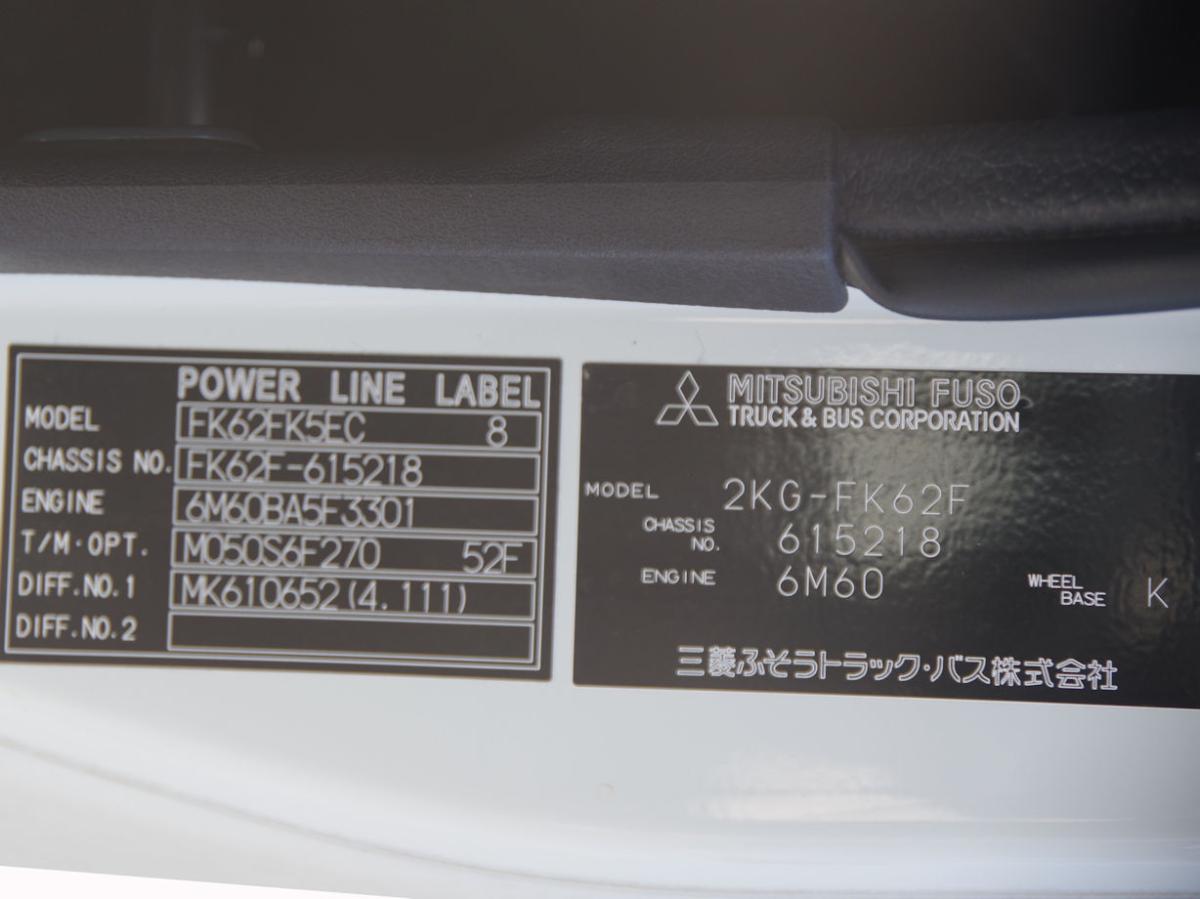 POWER LINE LABEL
MODEL FK62FK5EC 8
CHASSIS NO. FK62F-615218
ENGINE 6M60BA5F3301
T/M·OPT. M050S6F270 52F
DIFF.NO.1 MK610652(4.111)
DIFF.NO.2
MITSUBISHI FUSO
TRUCK & BUS CORPORATION
MODEL 2KG-FK62F
CHASSIS NO. 615218
ENGINE 6M60
WHEEL BASE K
三菱ふそうトラック・バス株式会社